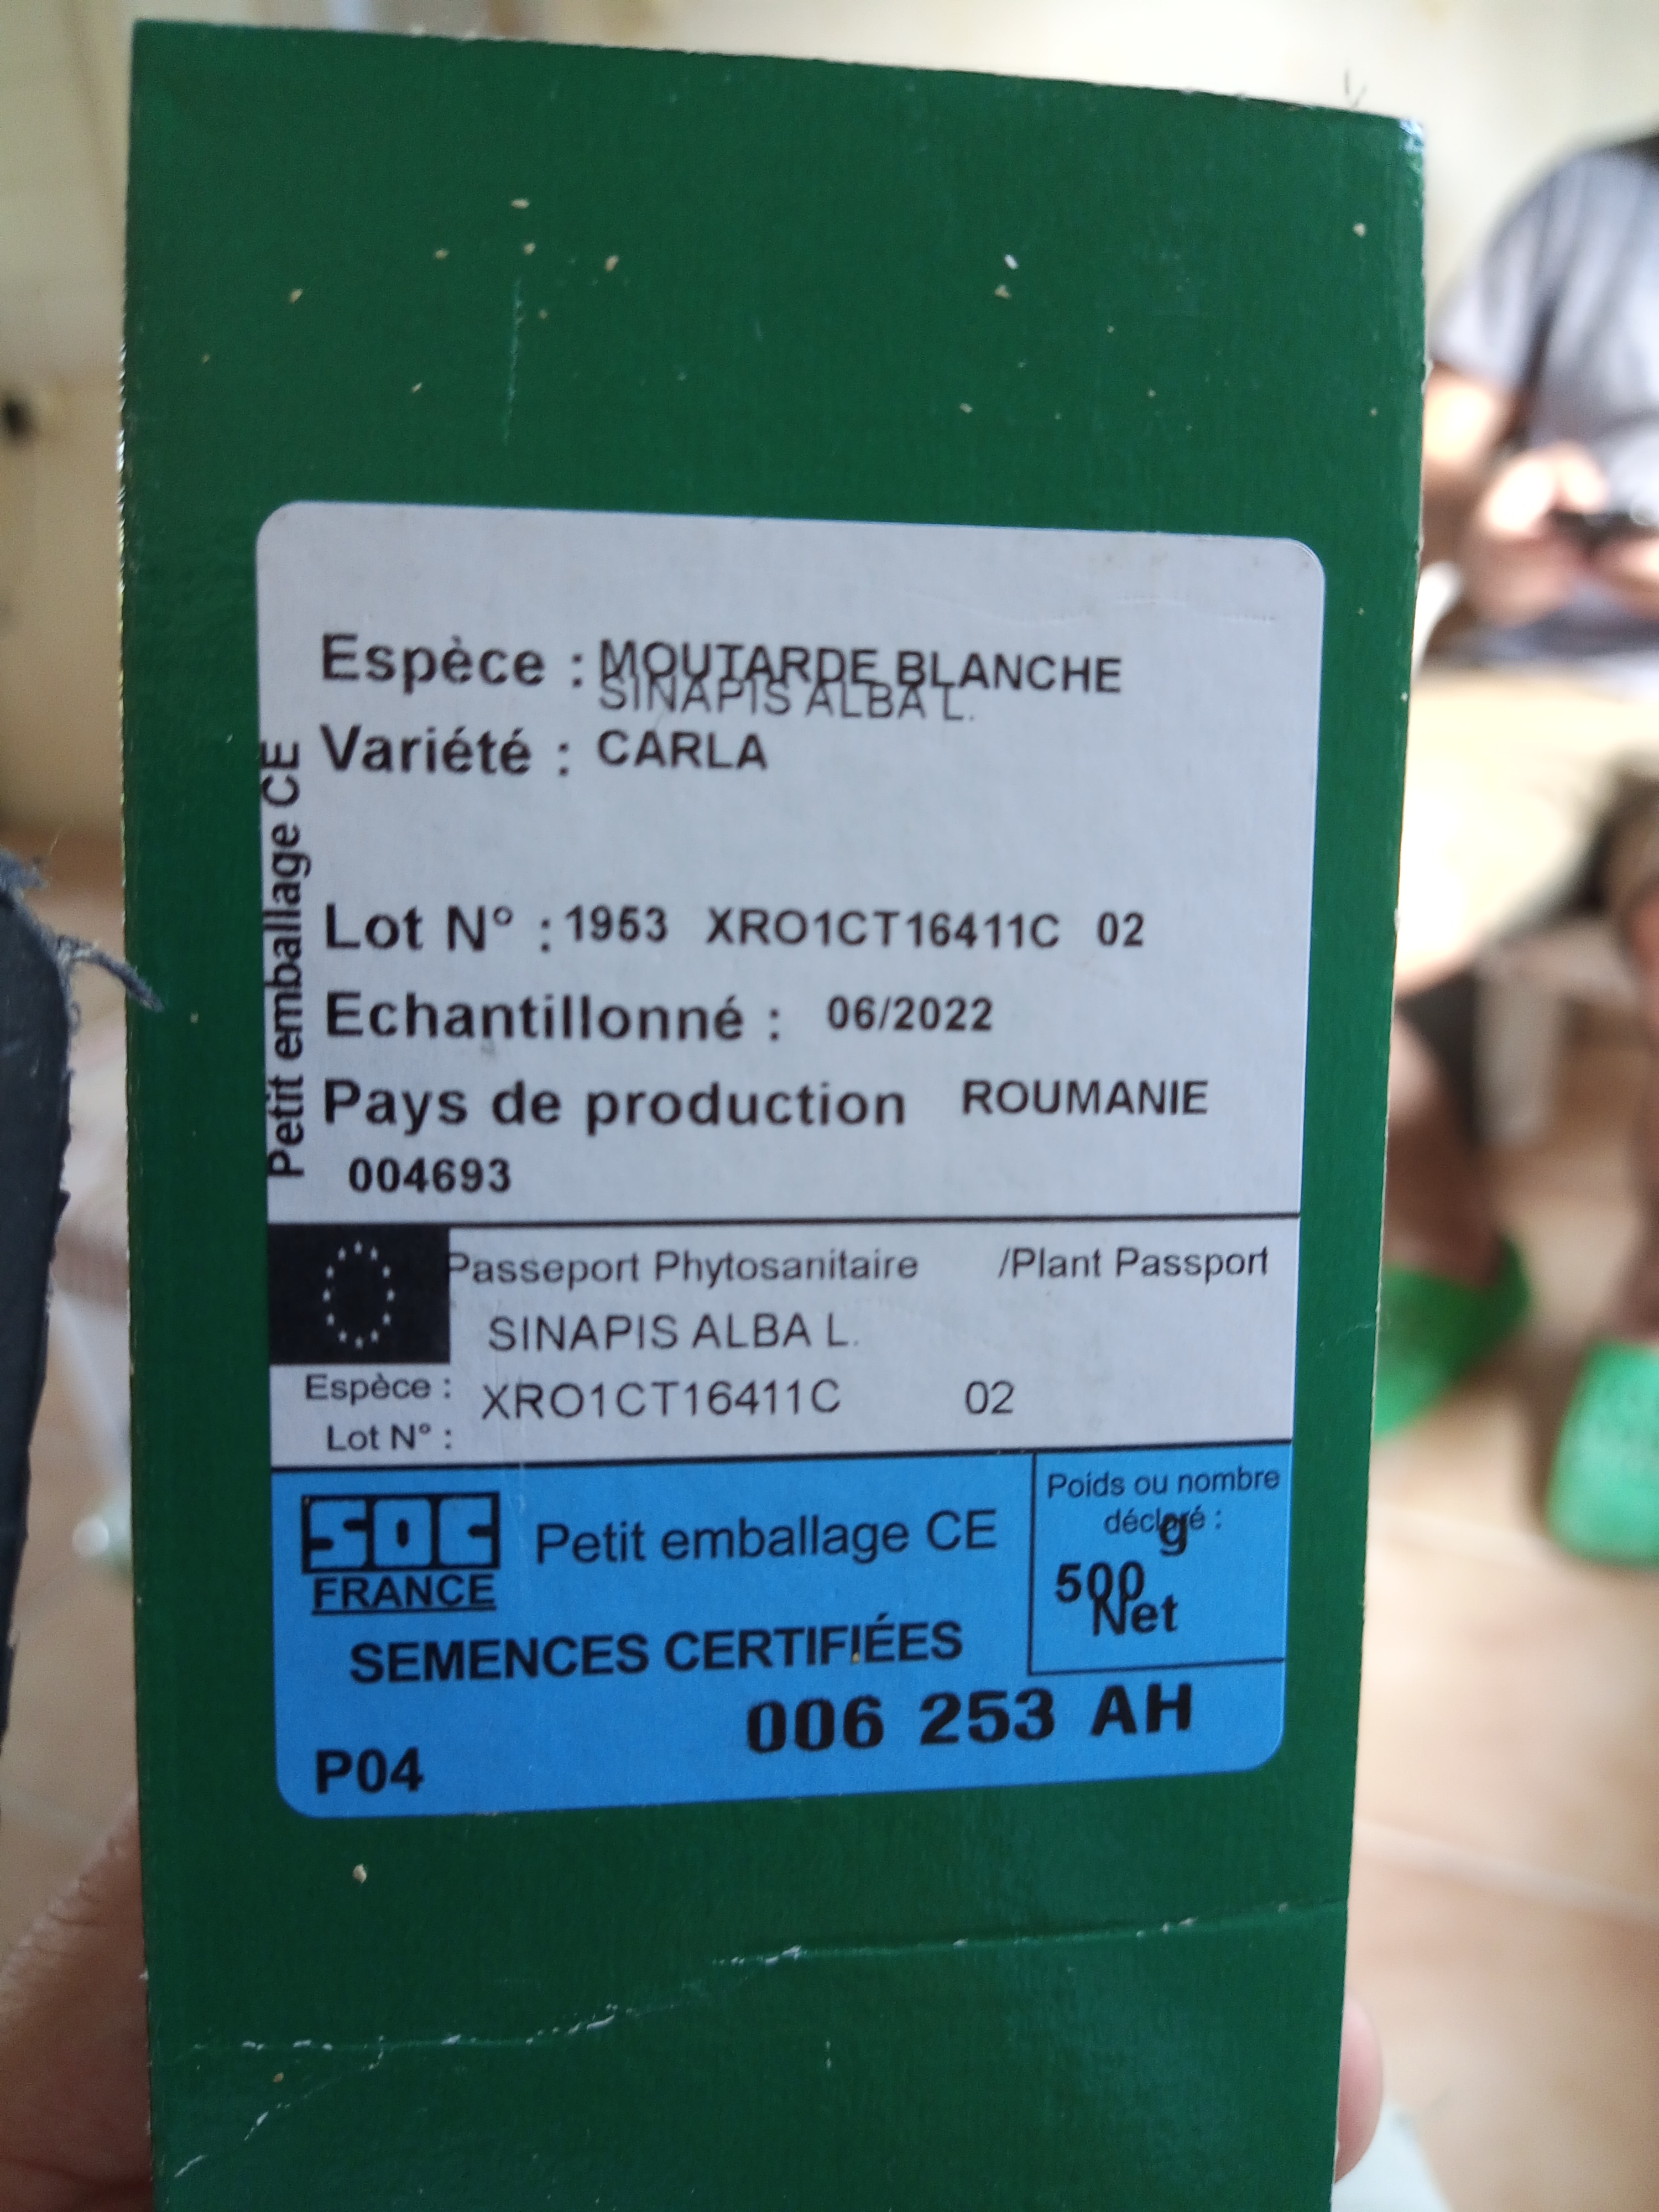 Espèce : MOUTARDE BLANCHE
SINAPIS ALBA L.
Variété : CARLA
Petit emballage CE
Lot N° : 1953 XRO1CT16411C 02
Echantillonné : 06/2022
Pays de production ROUMANIE
004693
Passeport Phytosanitaire /Plant Passport
SINAPIS ALBA L.
Espèce : XRO1CT16411C 02
Lot N° :
SOC
FRANCE
Petit emballage CE
Poids ou nombre
déclaré :
g
500
Net
SEMENCES CERTIFIÉES
006 253 AH
P04